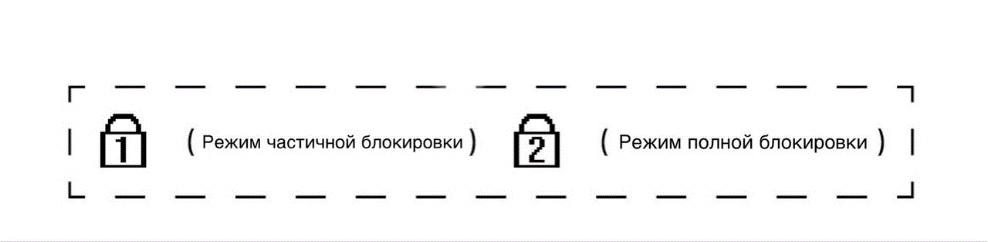 1 ( Режим частичной блокировки ) 2 ( Режим полной блокировки )